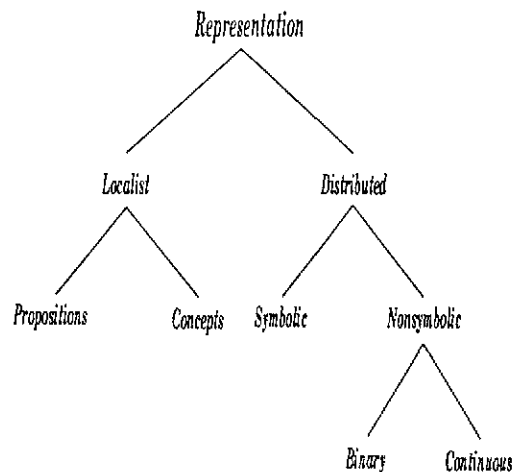 Representation
Localist Distributed
Propositions Concepts Symbolic Nonsymbolic
Binary Continuous